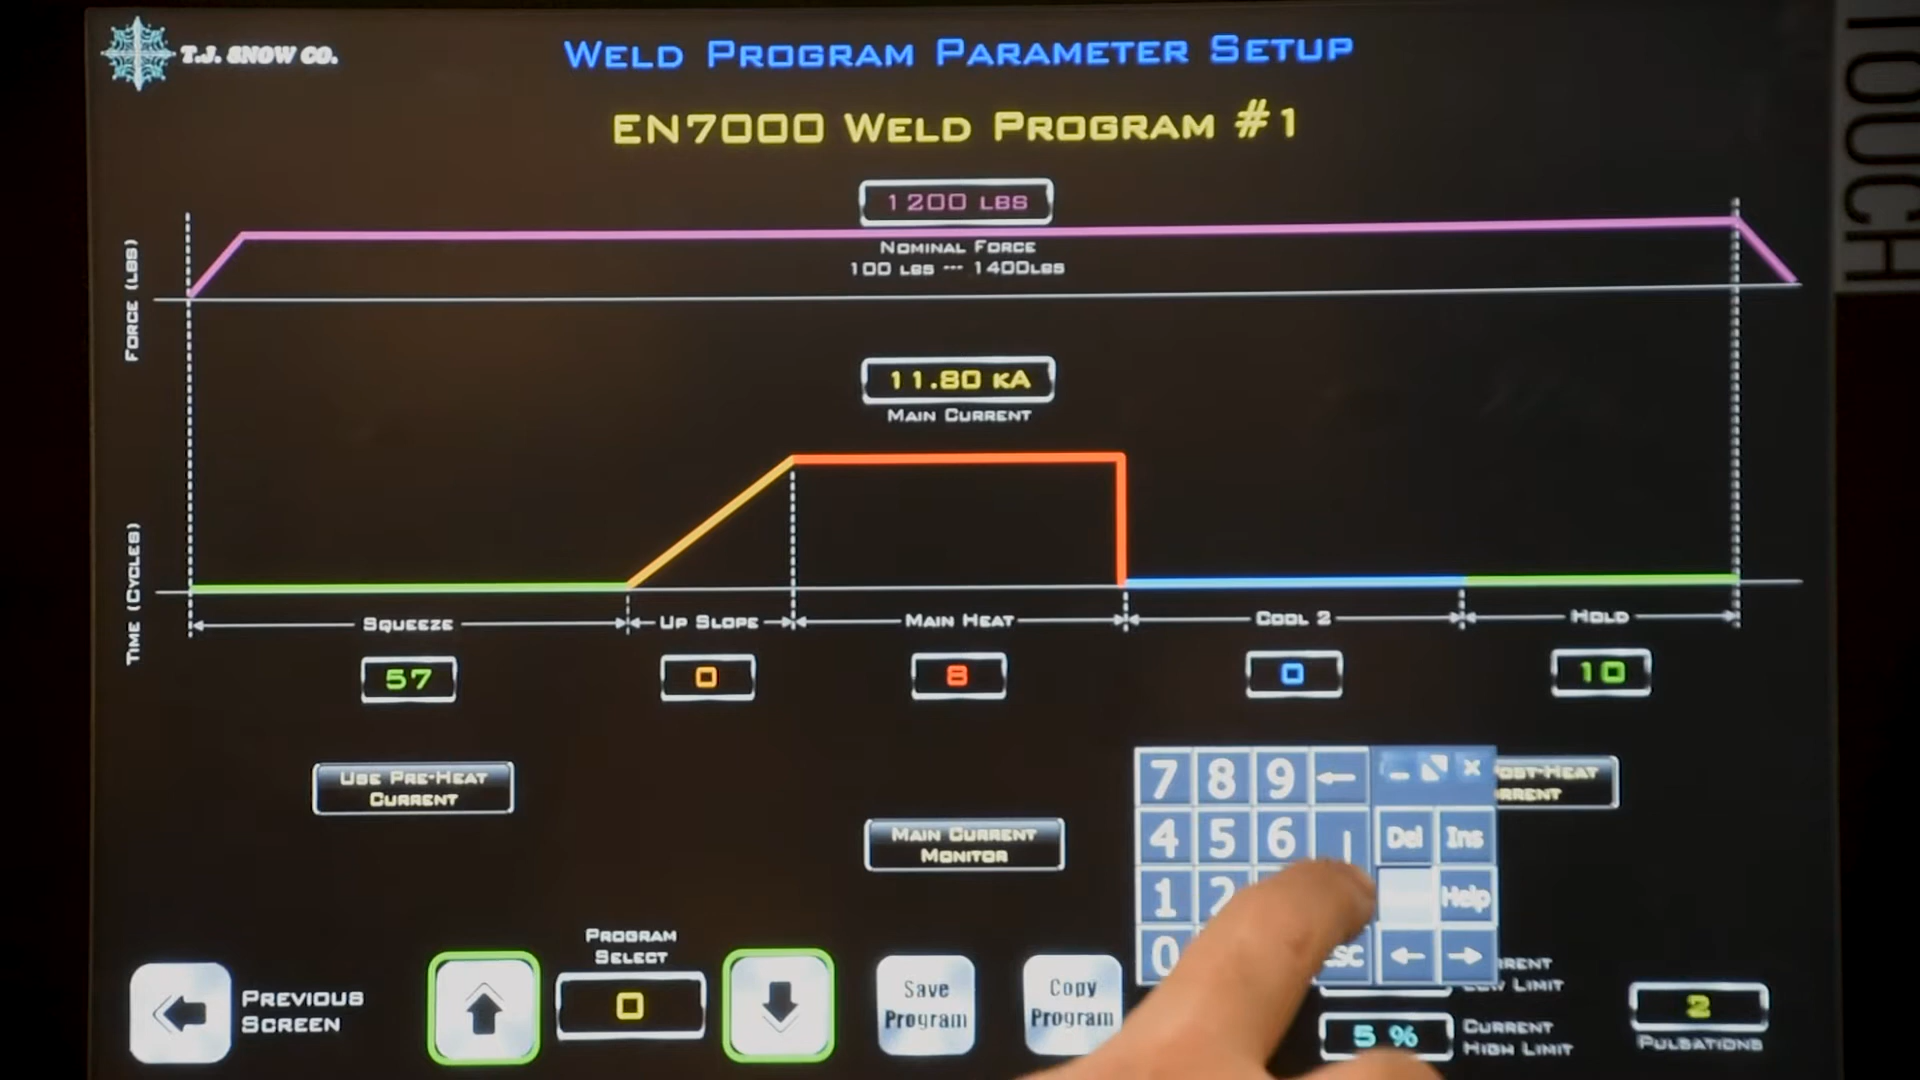 T.J. SNOW CO.
WELD PROGRAM PARAMETER SETUP
EN7000 WELD PROGRAM #1
1200 LBS
NOMINAL FORCE
100 LBS --- 1400LBS
FORCE (LBS)
11.80 KA
MAIN CURRENT
TIME (CYCLES)
SQUEEZE
UP SLOPE
MAIN HEAT
COOL 2
HOLD
57
0
8
0
10
USE PRE-HEAT
CURRENT
MAIN CURRENT
MONITOR
7 8 9 ←
4 5 6 Del Ins
1 2 Help
0 ← →
PROGRAM
SELECT
0
PREVIOUS
SCREEN
Save
Program
Copy
Program
LIMIT
5 %
CURRENT
HIGH LIMIT
2
PULSATIONS
TOUCH